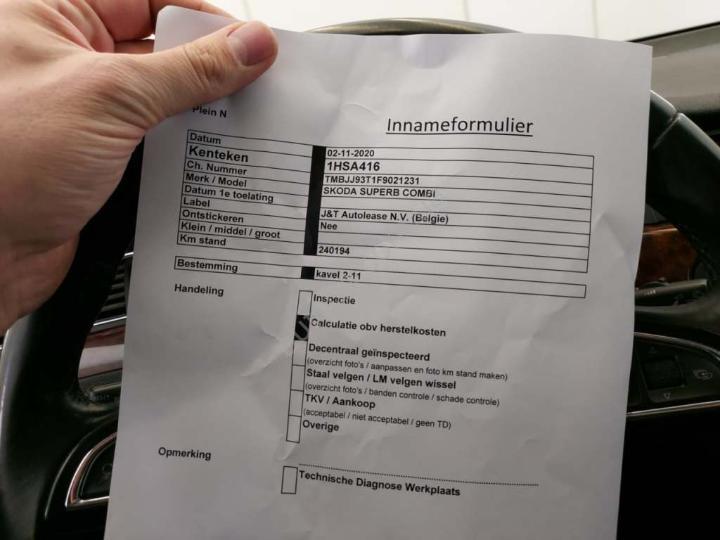 Plein N
Innameformulier
Datum 02-11-2020
Kenteken 1HSA416
Ch. Nummer TMBJJ93T1F9021231
Merk / Model SKODA SUPERB COMBI
Datum 1e toelating
Label J&T Autolease N.V. (Belgie)
Ontstickeren Nee
Klein / middel / groot
Km stand 240194
Bestemming kavel 2-11
Handeling Inspectie
Calculatie obv herstelkosten
Decentraal geïnspecteerd
(overzicht foto's / aanpassen en foto km stand maken)
Staal velgen / LM velgen wissel
(overzicht foto's / banden controle / schade controle)
TKV / Aankoop
(acceptabel / niet acceptabel / geen TD)
Overige
Opmerking
Technische Diagnose Werkplaats